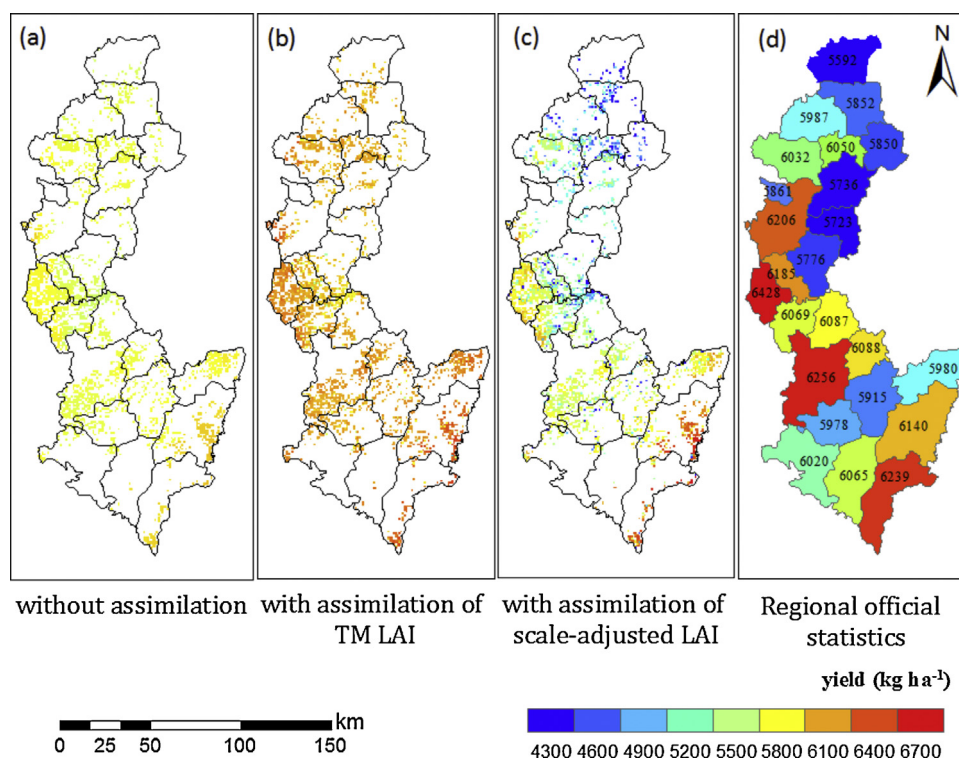 (a)
(b)
(c)
(d)
N
5592
5852
5987
5850
6050
6032
5736
5861
6206
5723
5776
6185
6428
6069
6087
6088
5980
6256
5915
5978
6140
6020
6065
6239
without assimilation
with assimilation of
TM LAI
with assimilation of
scale-adjusted LAI
Regional official
statistics
yield (kg ha⁻¹)
km
0 25 50 100 150
4300 4600 4900 5200 5500 5800 6100 6400 6700